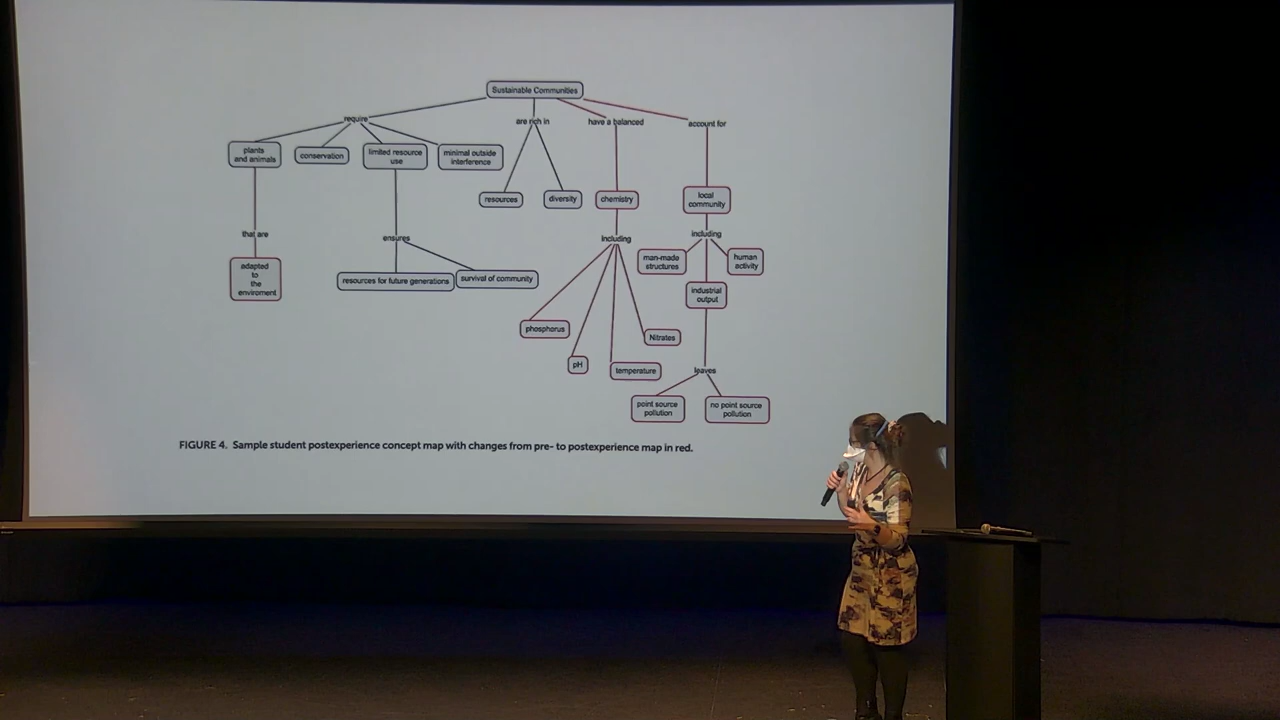 Sustainable Communities
require
are rich in
have a balanced
account for
plants
and animals
conservation
limited resource
use
minimal outside
interference
resources
diversity
chemistry
local
community
that are
ensures
including
including
adapted
to
the
enviroment
resources for future generations
survival of community
man-made
structures
human
activity
industrial
output
phosphorus
pH
temperature
Nitrates
leaves
point source
pollution
no point source
pollution
FIGURE 4. Sample student postexperience concept map with changes from pre- to postexperience map in red.